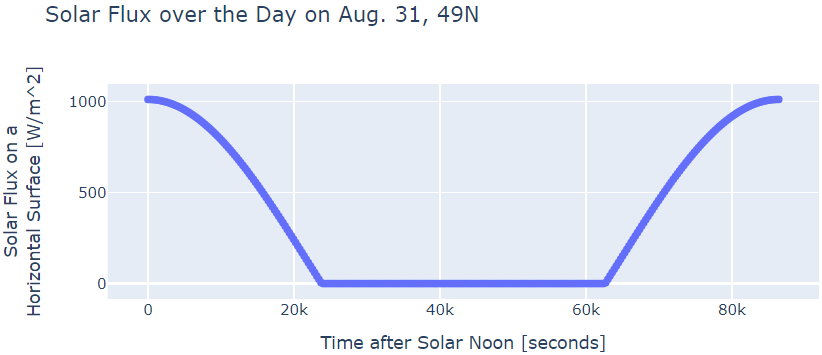 Solar Flux over the Day on Aug. 31, 49N
Solar Flux on a
Horizontal Surface [W/m^2]
1000
500
0
0
20k
40k
60k
80k
Time after Solar Noon [seconds]